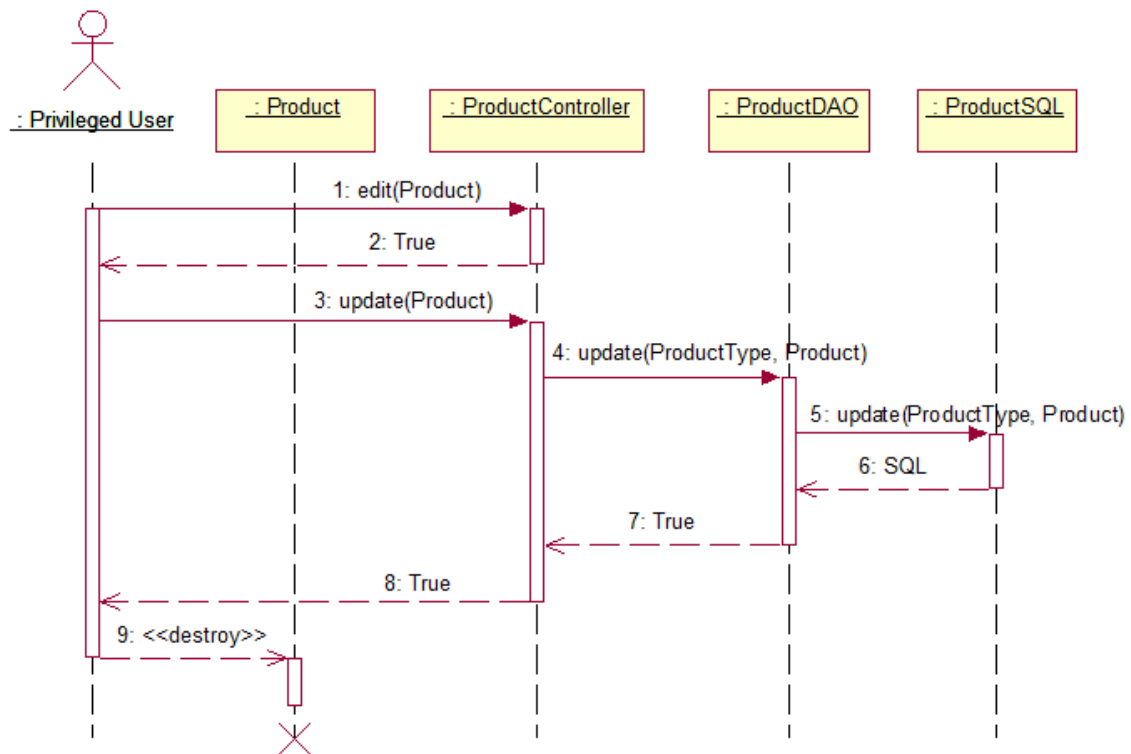 : Privileged User
: Product
: ProductController
: ProductDAO
: ProductSQL
1: edit(Product)
2: True
3: update(Product)
4: update(ProductType, Product)
5: update(ProductType, Product)
6: SQL
7: True
8: True
9: <<destroy>>